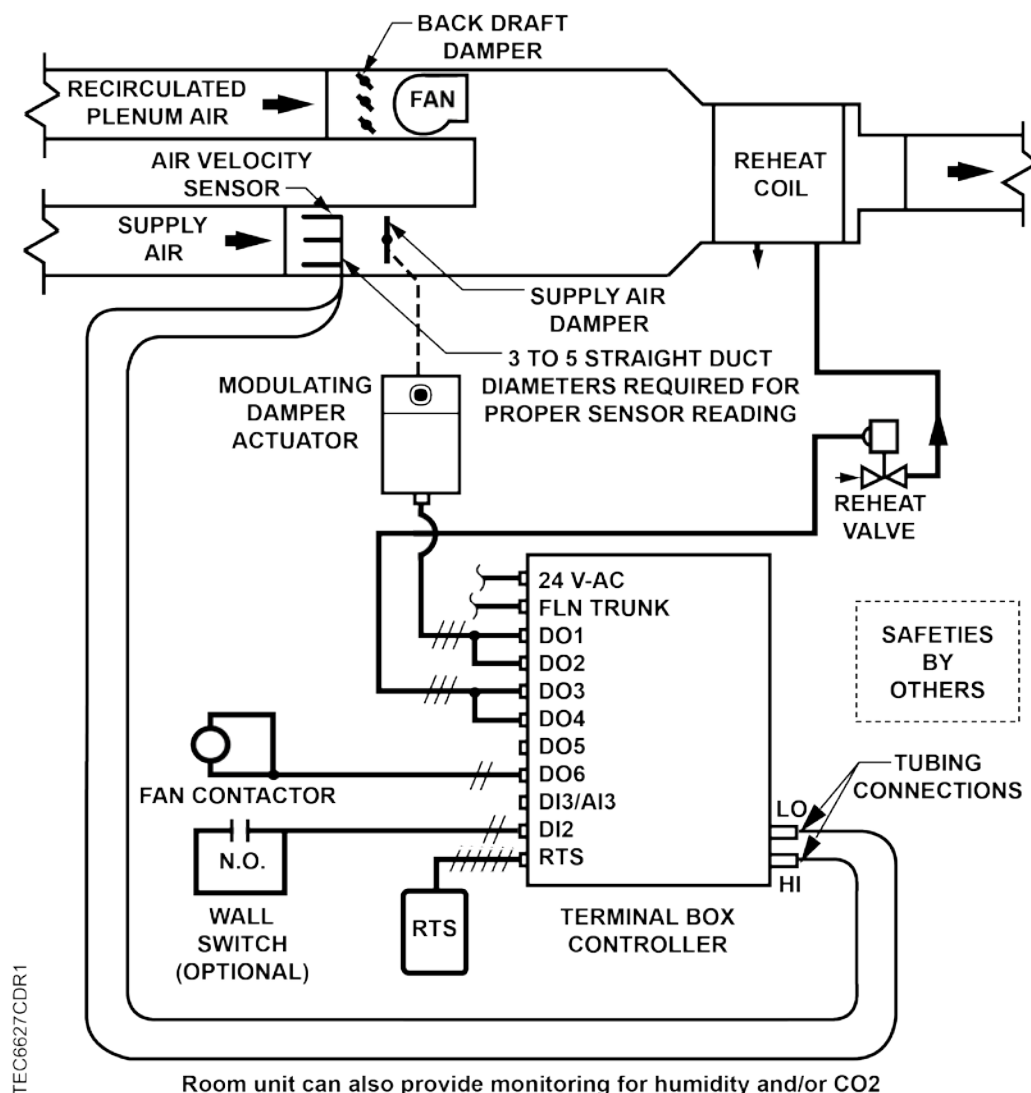 BACK DRAFT
DAMPER
RECIRCULATED
PLENUM AIR
FAN
AIR VELOCITY
SENSOR
REHEAT
COIL
SUPPLY
AIR
SUPPLY AIR
DAMPER
3 TO 5 STRAIGHT DUCT
DIAMETERS REQUIRED FOR
PROPER SENSOR READING
MODULATING
DAMPER
ACTUATOR
REHEAT
VALVE
24 V-AC
FLN TRUNK
DO1
DO2
DO3
DO4
DO5
DO6
DI3/AI3
DI2
RTS
SAFETIES
BY
OTHERS
FAN CONTACTOR
TUBING
CONNECTIONS
LO
HI
N.O.
WALL
SWITCH
(OPTIONAL)
RTS
TERMINAL BOX
CONTROLLER
TEC6627CDR1
Room unit can also provide monitoring for humidity and/or CO2